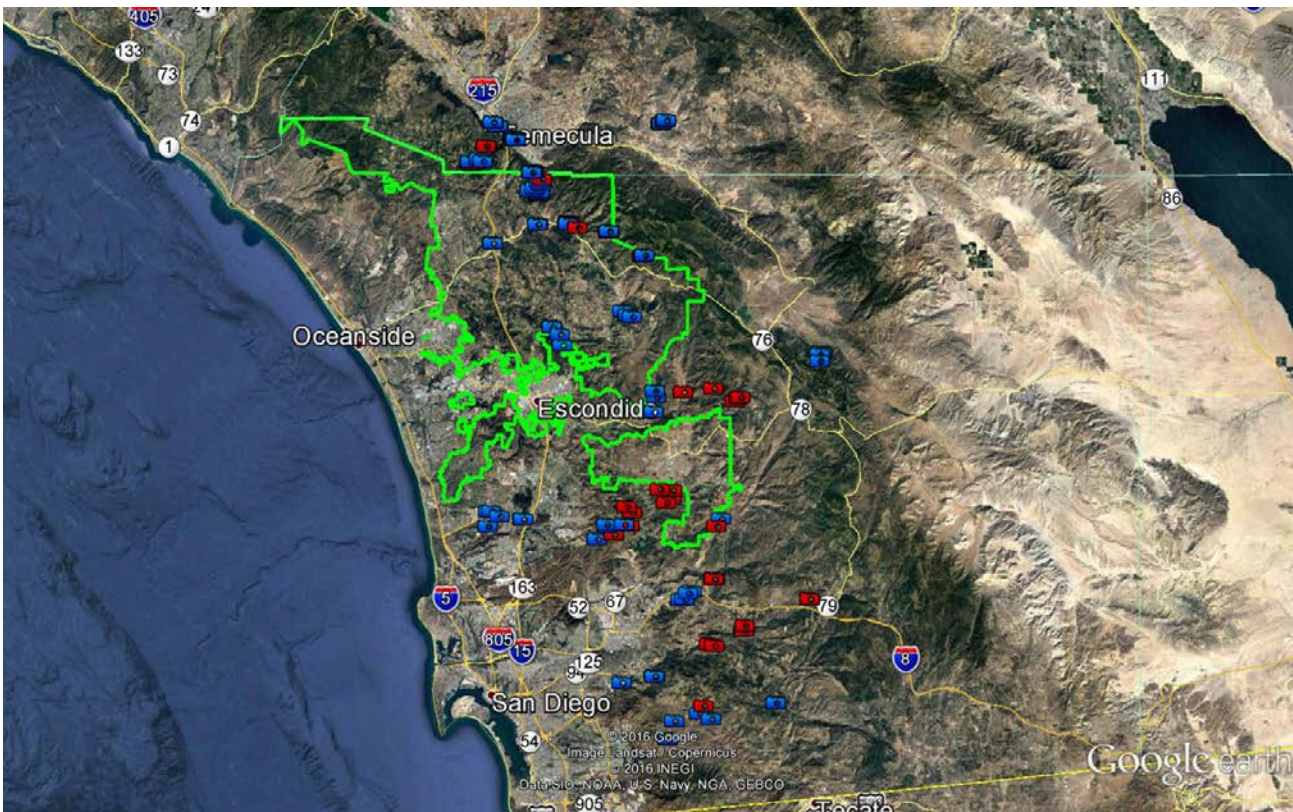 405
241
133
73
74
1
215
Temecula
111
86
Oceanside
76
Escondido
78
5
163
52
67
79
805
15
125
94
8
San Diego
54
© 2016 Google
Image Landsat / Copernicus
© 2016 INEGI
Data SIO, NOAA, U.S. Navy, NGA, GEBCO
Google earth
905
Tecate